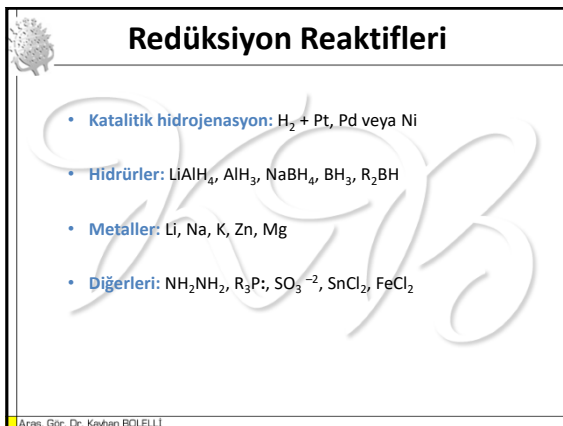 Redüksiyon Reaktifleri
• Katalitik hidrojenasyon: H₂ + Pt, Pd veya Ni
• Hidrürler: LiAlH₄, AlH₃, NaBH₄, BH₃, R₂BH
• Metaller: Li, Na, K, Zn, Mg
• Diğerleri: NH₂NH₂, R₃P:, SO₃⁻², SnCl₂, FeCl₂
KB
Araş. Gör. Dr. Kayhan BOLELLİ